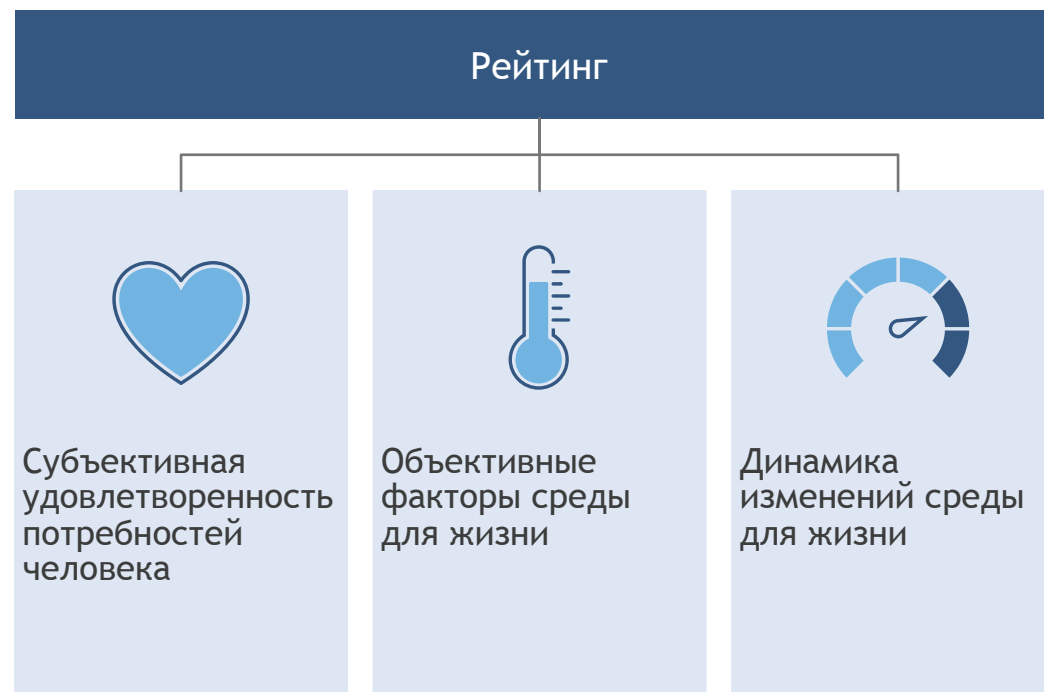 Рейтинг
Субъективная
удовлетворенность
потребностей
человека
Объективные
факторы среды
для жизни
Динамика
изменений среды
для жизни